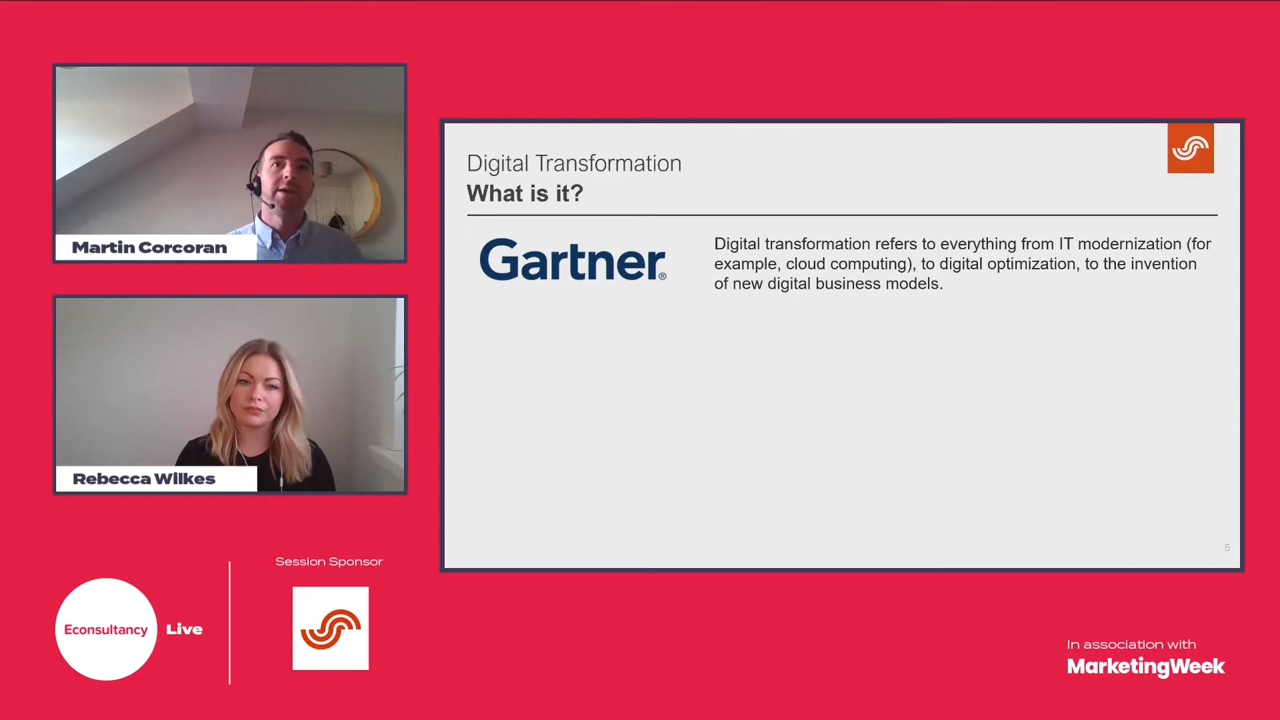 Martin Corcoran
Rebecca Wilkes
Digital Transformation
What is it?
Gartner®
Digital transformation refers to everything from IT modernization (for
example, cloud computing), to digital optimization, to the invention
of new digital business models.
5
Econsultancy Live
Session Sponsor
In association with
MarketingWeek